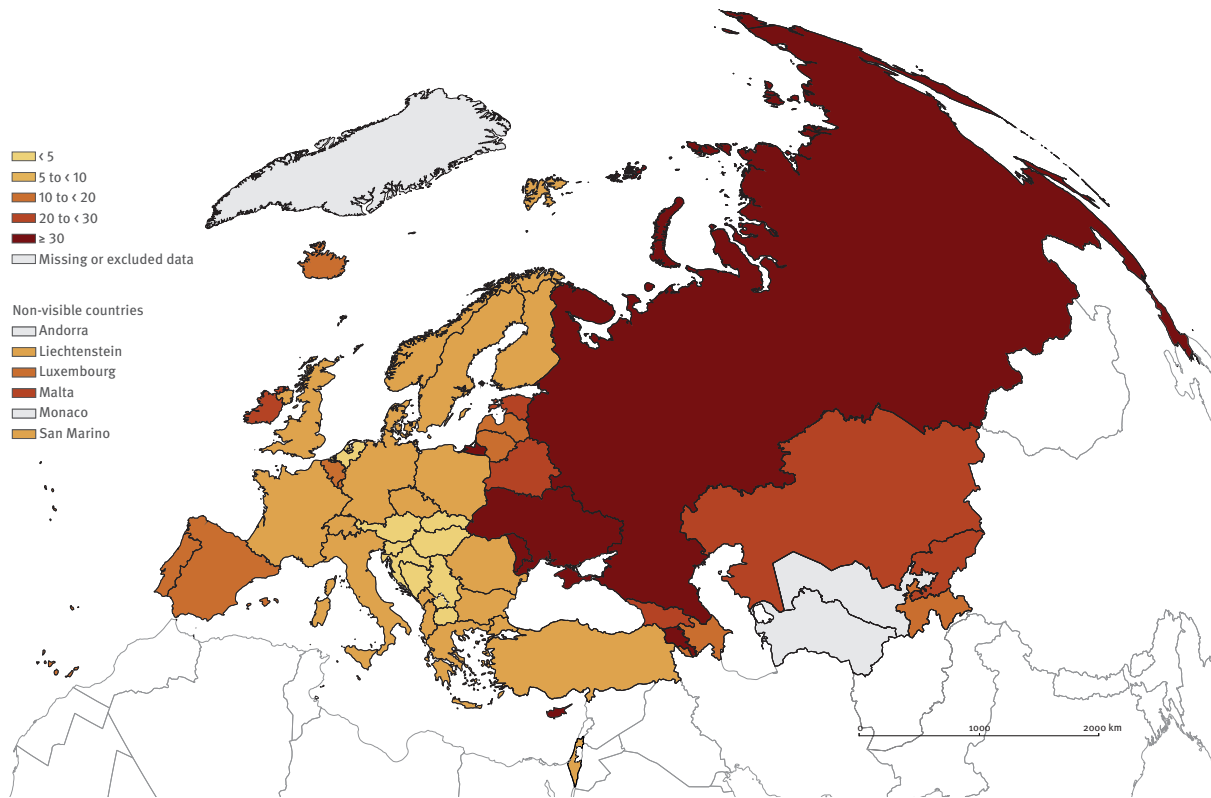 < 5
5 to < 10
10 to < 20
20 to < 30
≥ 30
Missing or excluded data
Non-visible countries
Andorra
Liechtenstein
Luxembourg
Malta
Monaco
San Marino
0 1000 2000 km